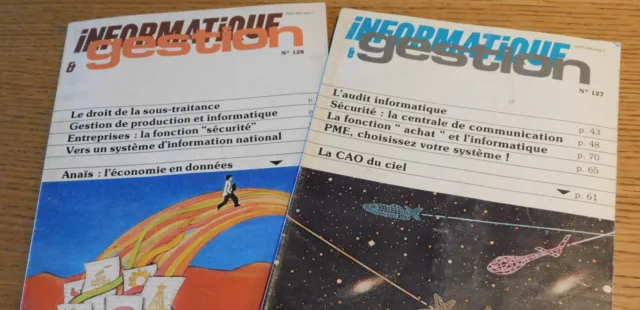 iNFORMATiQUE
& gestion
N° 128
Le droit de la sous-traitance
Gestion de production et informatique
Entreprises : la fonction "sécurité"
Vers un système d'information national
Anaïs : l'économie en données
iNFORMATiQUE
& gestion
N° 127
L'audit informatique
Sécurité : la centrale de communication p. 43
La fonction " achat " et l'informatique p. 48
PME, choisissez votre système ! p. 70
p. 65
La CAO du ciel
p. 61